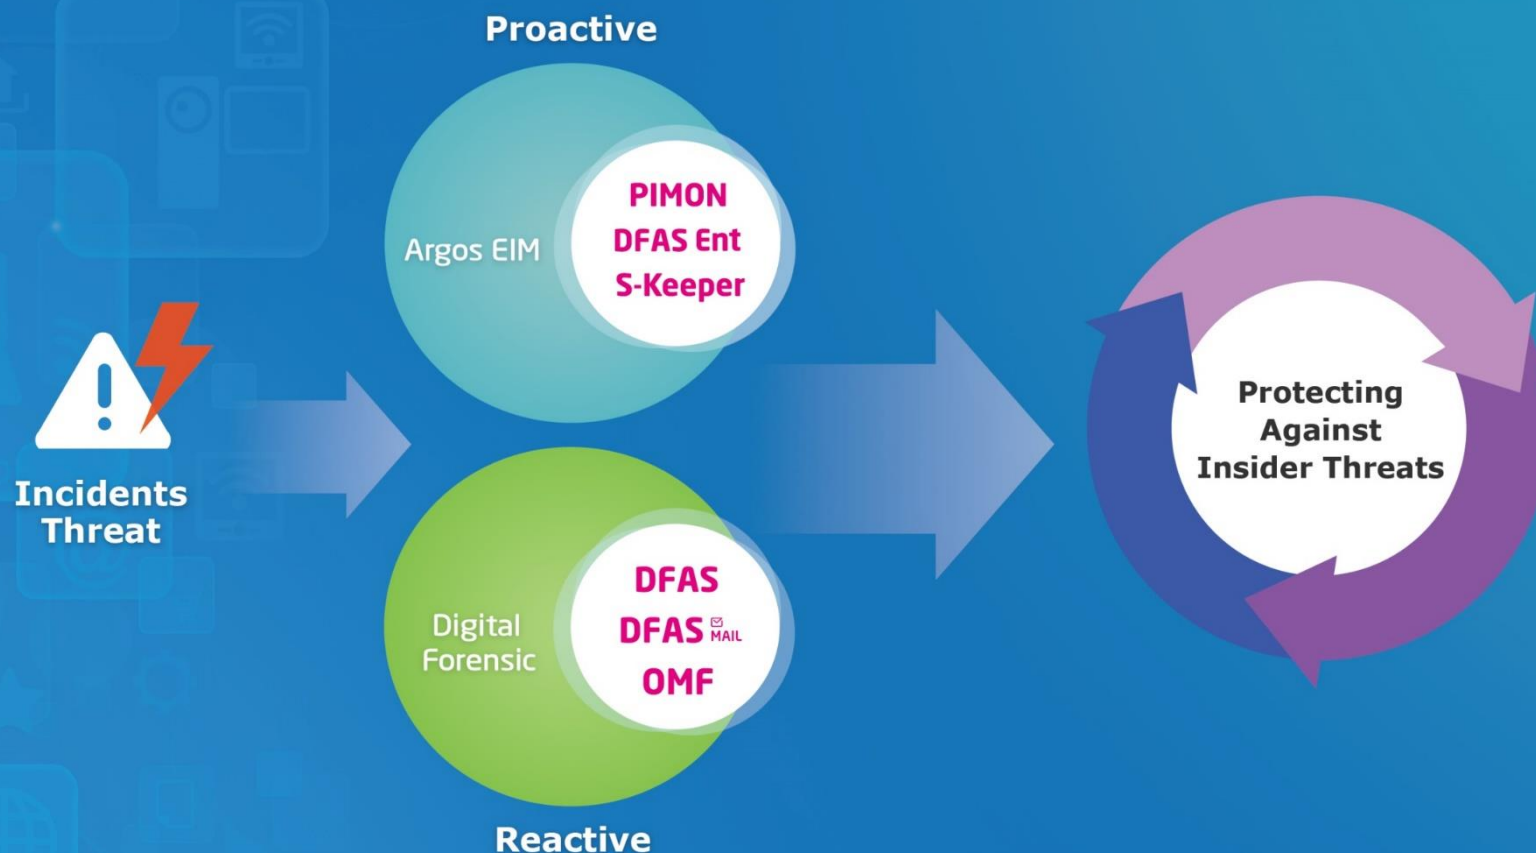 Proactive
Argos EIM
PIMON
DFAS Ent
S-Keeper
Incidents
Threat
Digital
Forensic
DFAS
DFAS MAIL
OMF
Reactive
Protecting
Against
Insider Threats